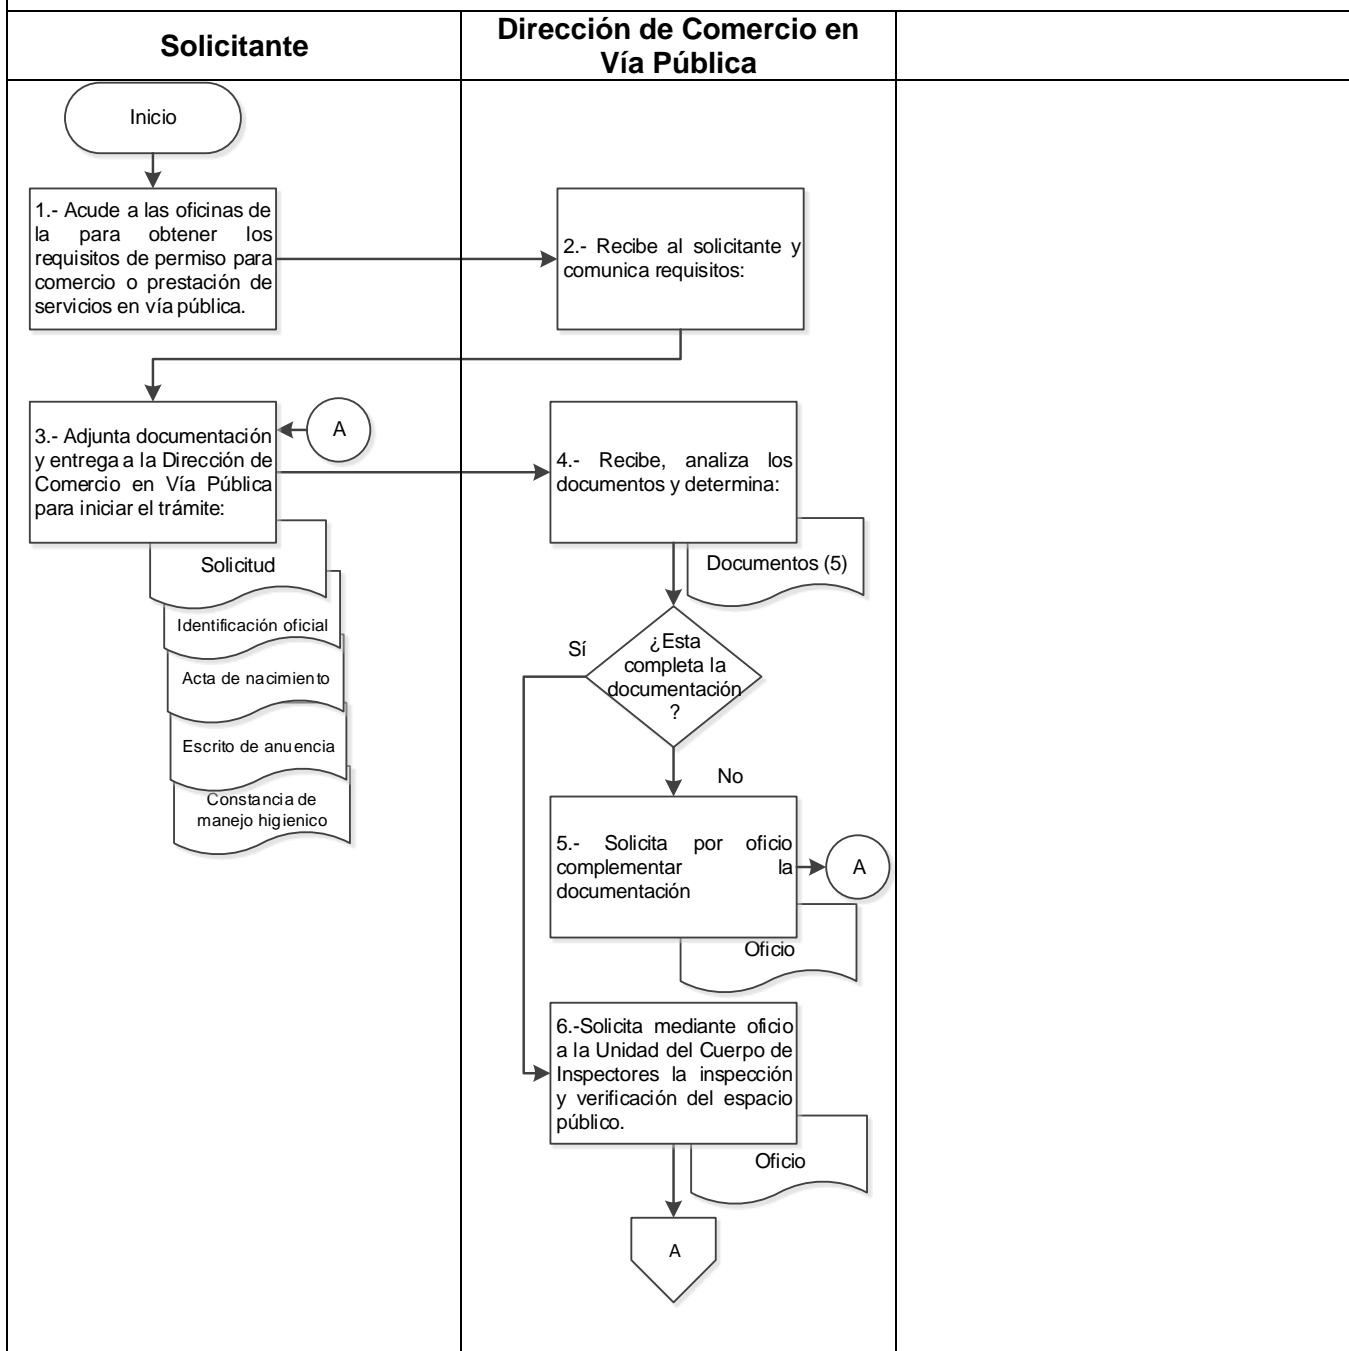 Solicitante
Dirección de Comercio en
Vía Pública
Inicio
1.- Acude a las oficinas de
la para obtener los
requisitos de permiso para
comercio o prestación de
servicios en vía pública.
2.- Recibe al solicitante y
comunica requisitos:
3.- Adjunta documentación
y entrega a la Dirección de
Comercio en Vía Pública
para iniciar el trámite:
A
4.- Recibe, analiza los
documentos y determina:
Solicitud
Identificación oficial
Acta de nacimiento
Escrito de anuencia
Constancia de
manejo higienico
Documentos (5)
¿Esta
completa la
documentación
?
Sí
No
5.- Solicita por oficio
complementar la
documentación
A
Oficio
6.-Solicita mediante oficio
a la Unidad del Cuerpo de
Inspectores la inspección
y verificación del espacio
público.
Oficio
A